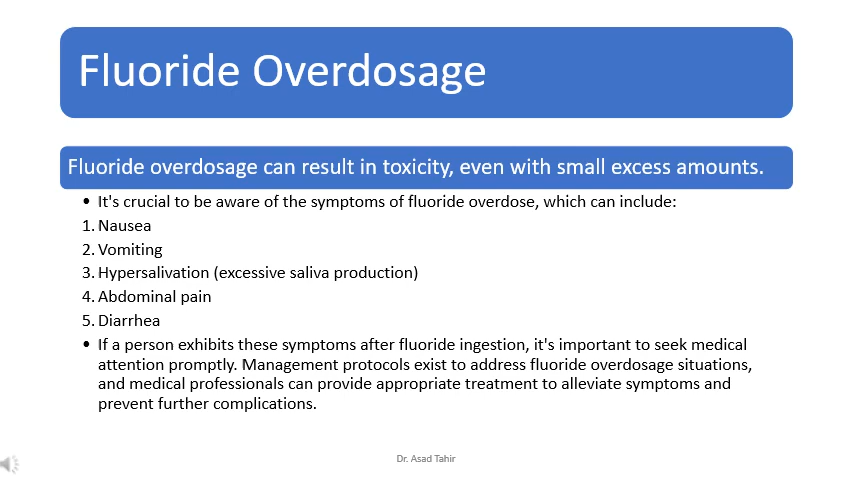 Fluoride Overdosage
Fluoride overdosage can result in toxicity, even with small excess amounts.
• It's crucial to be aware of the symptoms of fluoride overdose, which can include:
1. Nausea
2. Vomiting
3. Hypersalivation (excessive saliva production)
4. Abdominal pain
5. Diarrhea
• If a person exhibits these symptoms after fluoride ingestion, it's important to seek medical
attention promptly. Management protocols exist to address fluoride overdosage situations,
and medical professionals can provide appropriate treatment to alleviate symptoms and
prevent further complications.
Dr. Asad Tahir